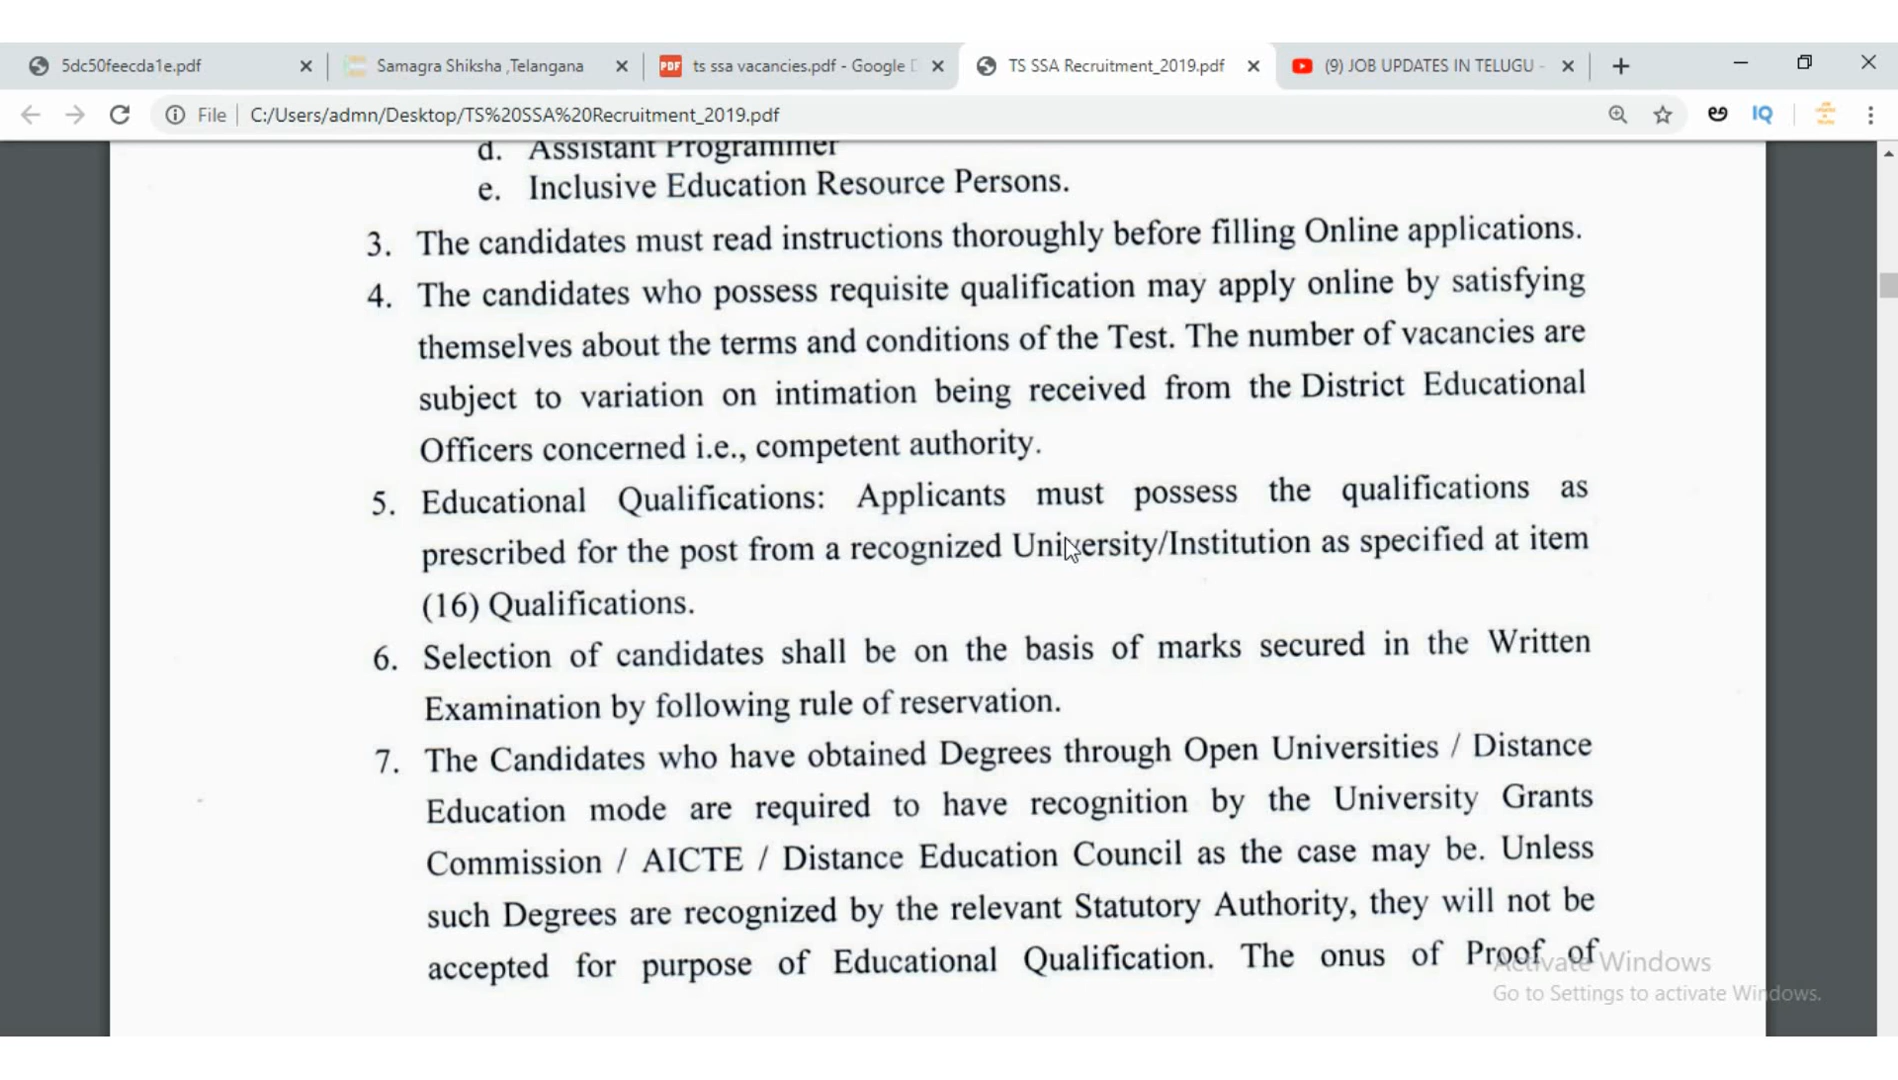 5dc50feecda1e.pdf
Samagra Shiksha ,Telangana
PDF ts ssa vacancies.pdf - Google D
TS SSA Recruitment_2019.pdf
(9) JOB UPDATES IN TELUGU -
File C:/Users/admn/Desktop/TS%20SSA%20Recruitment_2019.pdf
IQ
d. Assistant Programmer
e. Inclusive Education Resource Persons.
3. The candidates must read instructions thoroughly before filling Online applications.
4. The candidates who possess requisite qualification may apply online by satisfying
themselves about the terms and conditions of the Test. The number of vacancies are
subject to variation on intimation being received from the District Educational
Officers concerned i.e., competent authority.
5. Educational Qualifications: Applicants must possess the qualifications as
prescribed for the post from a recognized University/Institution as specified at item
(16) Qualifications.
6. Selection of candidates shall be on the basis of marks secured in the Written
Examination by following rule of reservation.
7. The Candidates who have obtained Degrees through Open Universities / Distance
Education mode are required to have recognition by the University Grants
Commission / AICTE / Distance Education Council as the case may be. Unless
such Degrees are recognized by the relevant Statutory Authority, they will not be
accepted for purpose of Educational Qualification. The onus of Proof of
Activate Windows
Go to Settings to activate Windows.